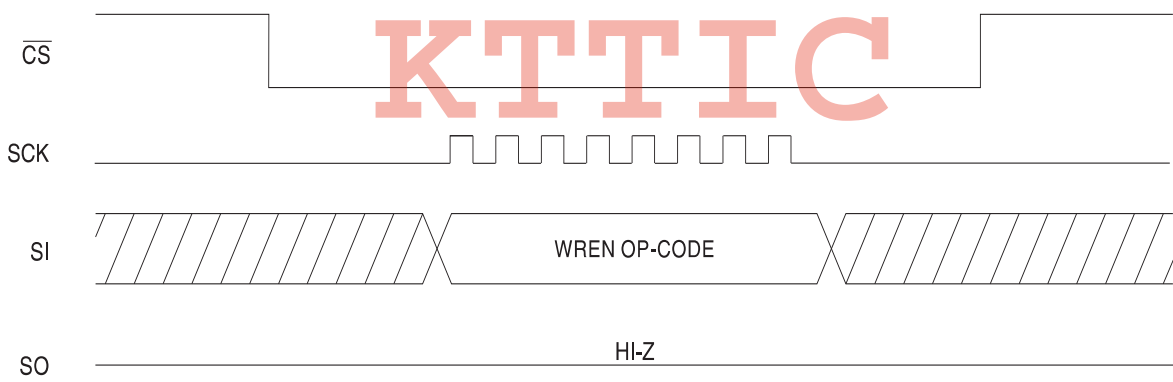 KTTIC
CS
SCK
SI
WREN OP-CODE
HI-Z
SO